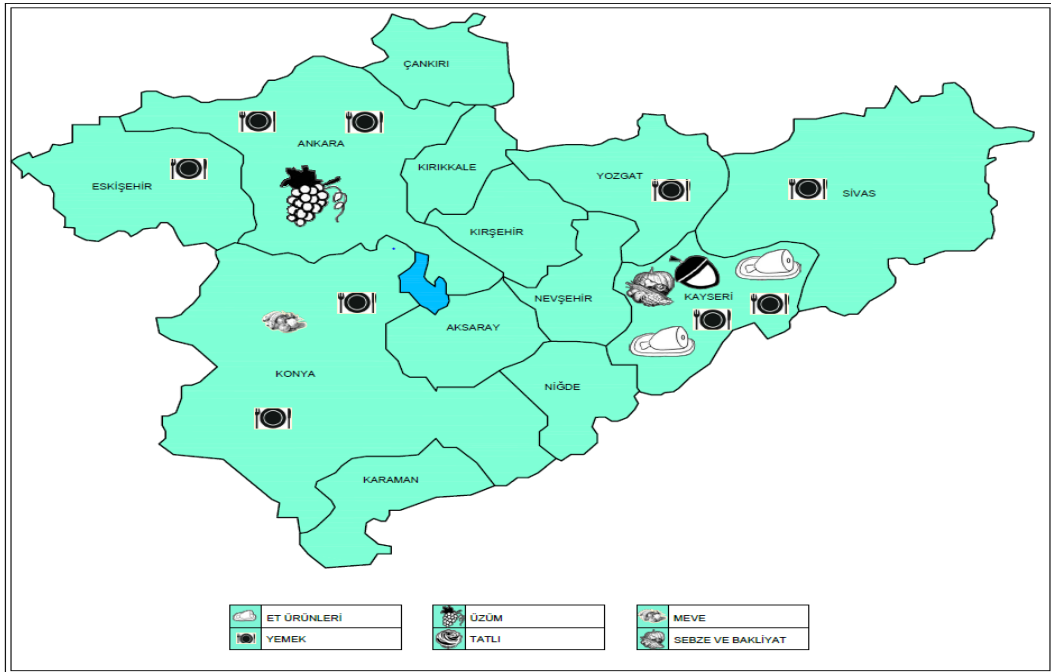 ÇANKIRI
ANKARA
KIRIKKALE
YOZGAT
ESKİŞEHİR
SİVAS
KIRŞEHİR
NEVŞEHİR
KAYSERİ
AKSARAY
KONYA
NİĞDE
KARAMAN
ET ÜRÜNLERİ
ÜZÜM
MEVE
YEMEK
TATLI
SEBZE VE BAKLİYAT